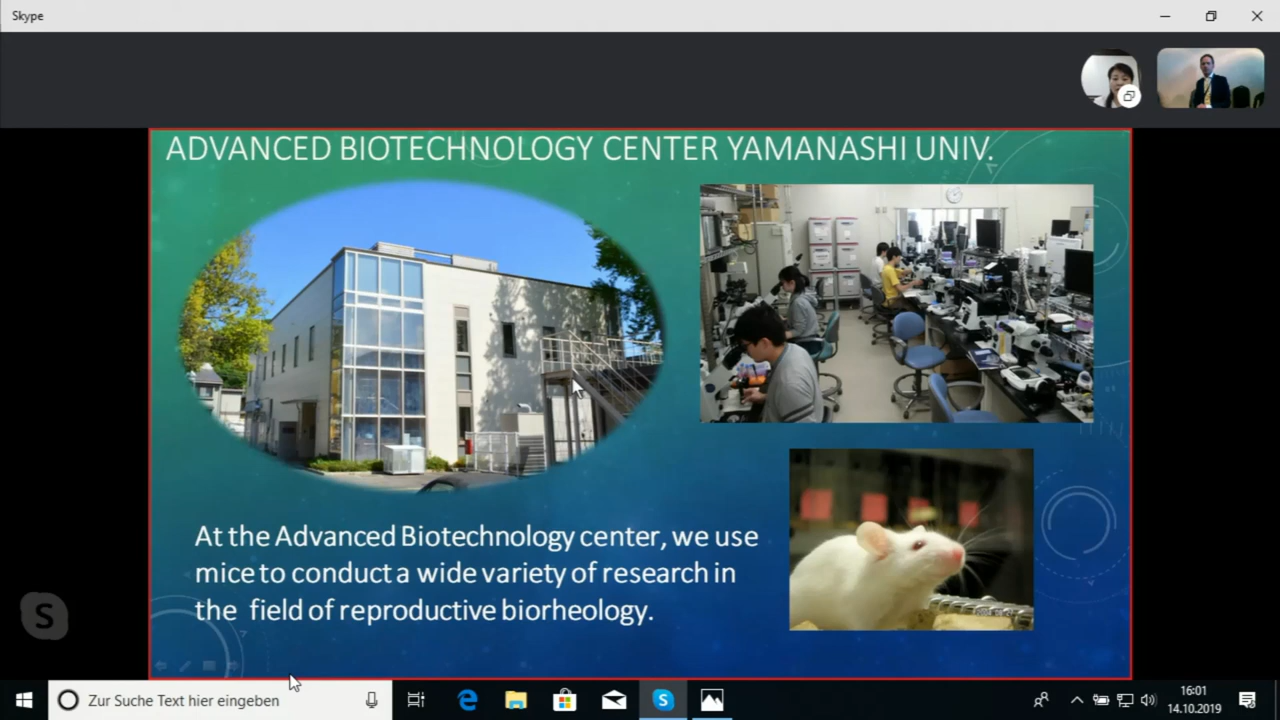 Skype
ADVANCED BIOTECHNOLOGY CENTER YAMANASHI UNIV.
At the Advanced Biotechnology center, we use
mice to conduct a wide variety of research in
the field of reproductive biorheology.
Zur Suche Text hier eingeben
16:01
14.10.2019